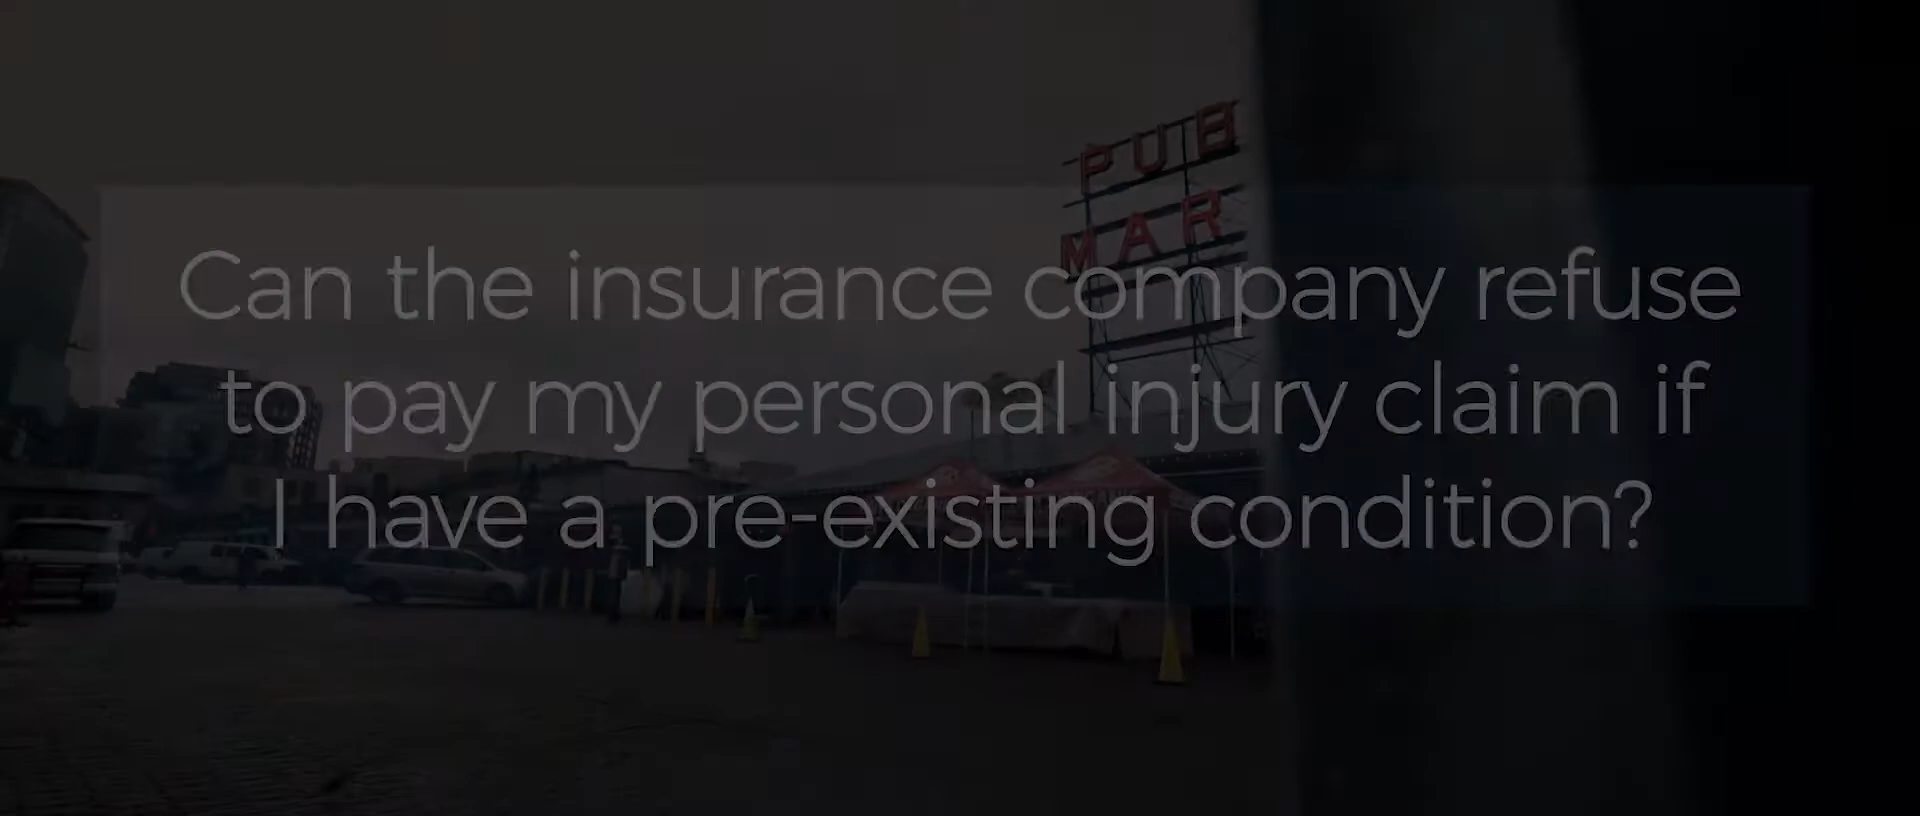 PUB
MAR
Can the insurance company refuse
to pay my personal injury claim if
I have a pre-existing condition?